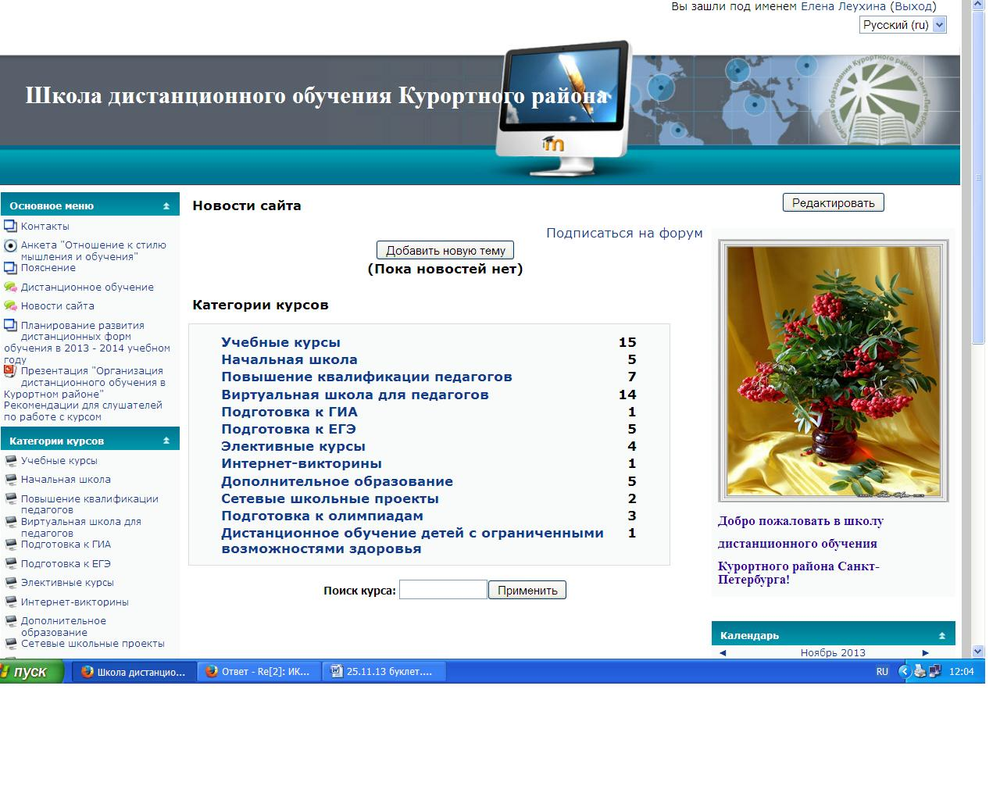 Вы зашли под именем Елена Леухина (Выход)
Русский (ru)
Школа дистанционного обучения Курортного района
Система образования Курортного района Санкт-Петербурга
Основное меню
Контакты
Анкета "Отношение к стилю
мышления и обучения"
Пояснение
Дистанционное обучение
Новости сайта
Планирование развития
дистанционных форм
обучения в 2013 - 2014 учебном
году
Презентация "Организация
дистанционного обучения в
Курортном районе"
Рекомендации для слушателей
по работе с курсом
Категории курсов
Учебные курсы
Начальная школа
Повышение квалификации
педагогов
Виртуальная школа для
педагогов
Подготовка к ГИА
Подготовка к ЕГЭ
Элективные курсы
Интернет-викторины
Дополнительное
образование
Сетевые школьные проекты
Новости сайта
Подписаться на форум
Добавить новую тему
(Пока новостей нет)
Категории курсов
Учебные курсы 15
Начальная школа 5
Повышение квалификации педагогов 7
Виртуальная школа для педагогов 14
Подготовка к ГИА 1
Подготовка к ЕГЭ 5
Элективные курсы 4
Интернет-викторины 1
Дополнительное образование 5
Сетевые школьные проекты 2
Подготовка к олимпиадам 3
Дистанционное обучение детей с ограниченными 1
возможностями здоровья
Поиск курса: Применить
Редактировать
Добро пожаловать в школу
дистанционного обучения
Курортного района Санкт-
Петербурга!
Календарь
Ноябрь 2013
пуск
Школа дистанцио...
Ответ - Re[2]: ИК...
25.11.13 буклет....
RU
12:04